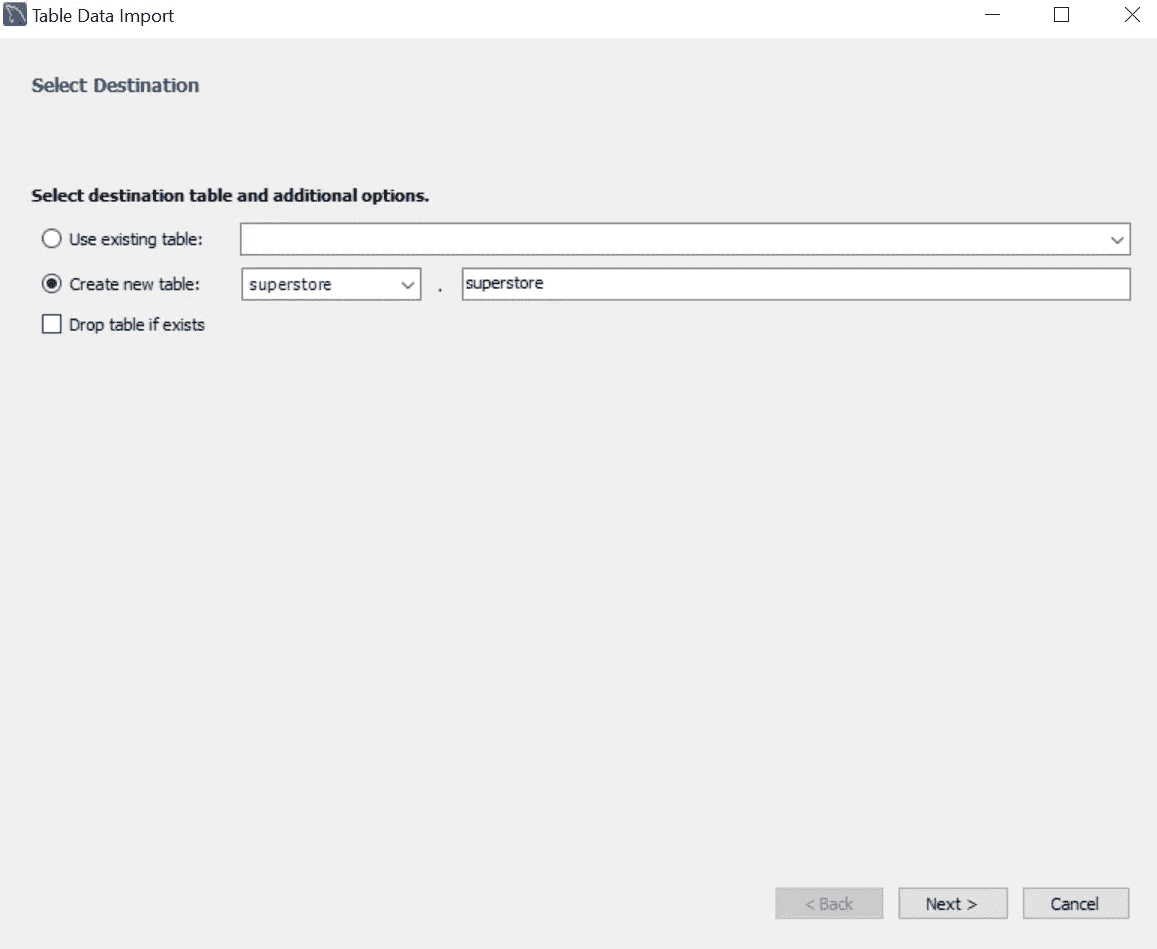 Table Data Import
Select Destination
Select destination table and additional options.
Use existing table:
Create new table: superstore . superstore
Drop table if exists
< Back Next > Cancel